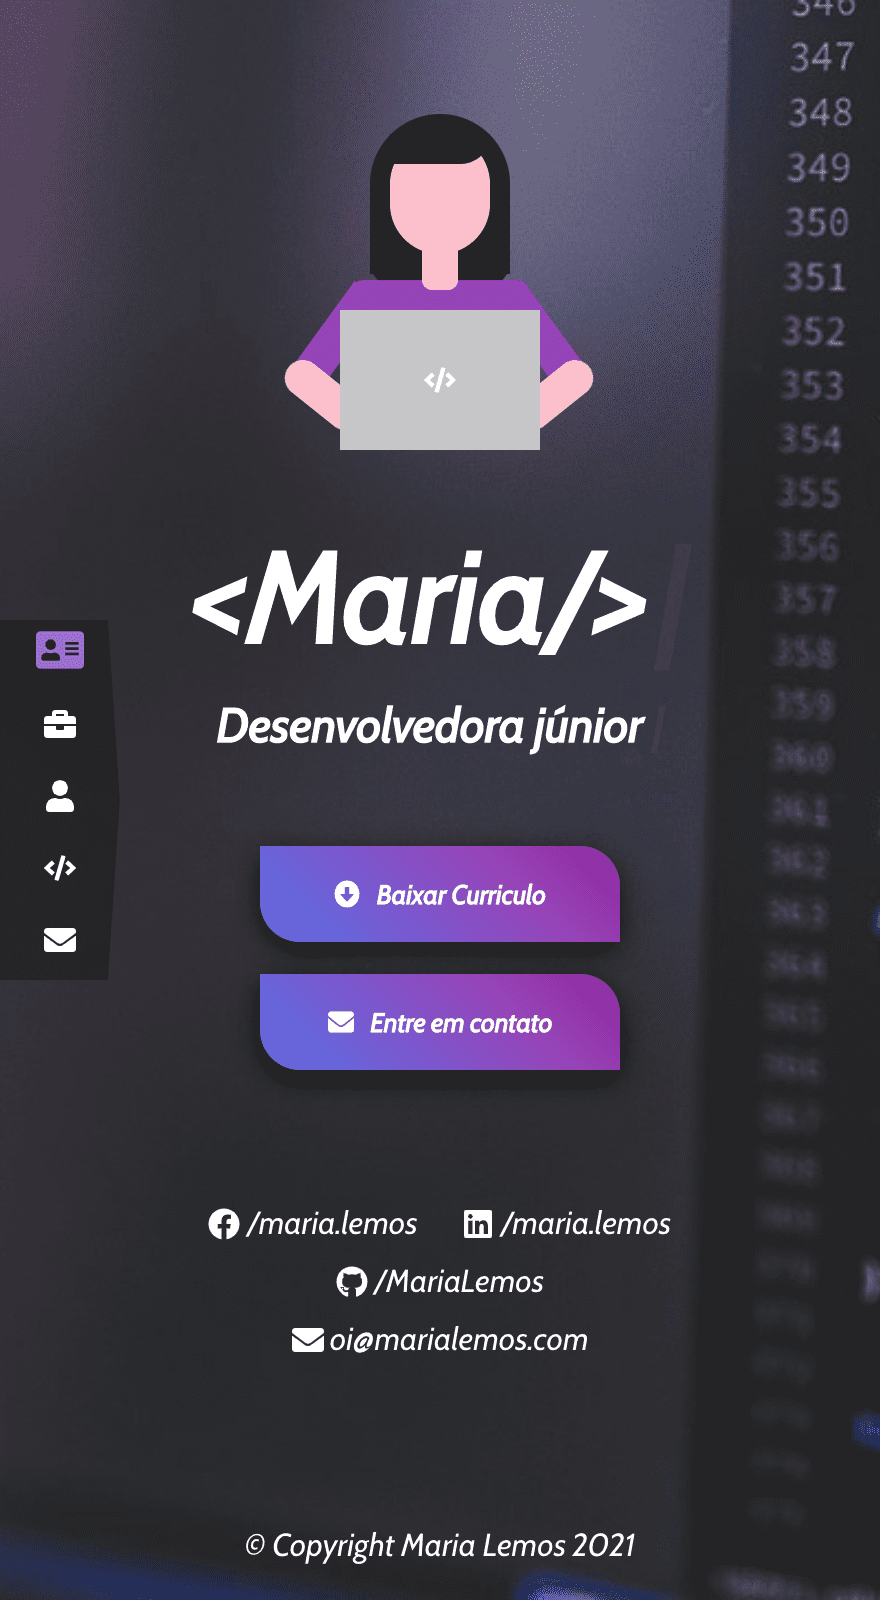 346
347
348
349
350
351
352
353
354
355
356
357
358
359
360
361
362
363
364
</>
<Maria/>
Desenvolvedora júnior
Baixar Curriculo
Entre em contato
/maria.lemos /maria.lemos
/MariaLemos
oi@marialemos.com
© Copyright Maria Lemos 2021